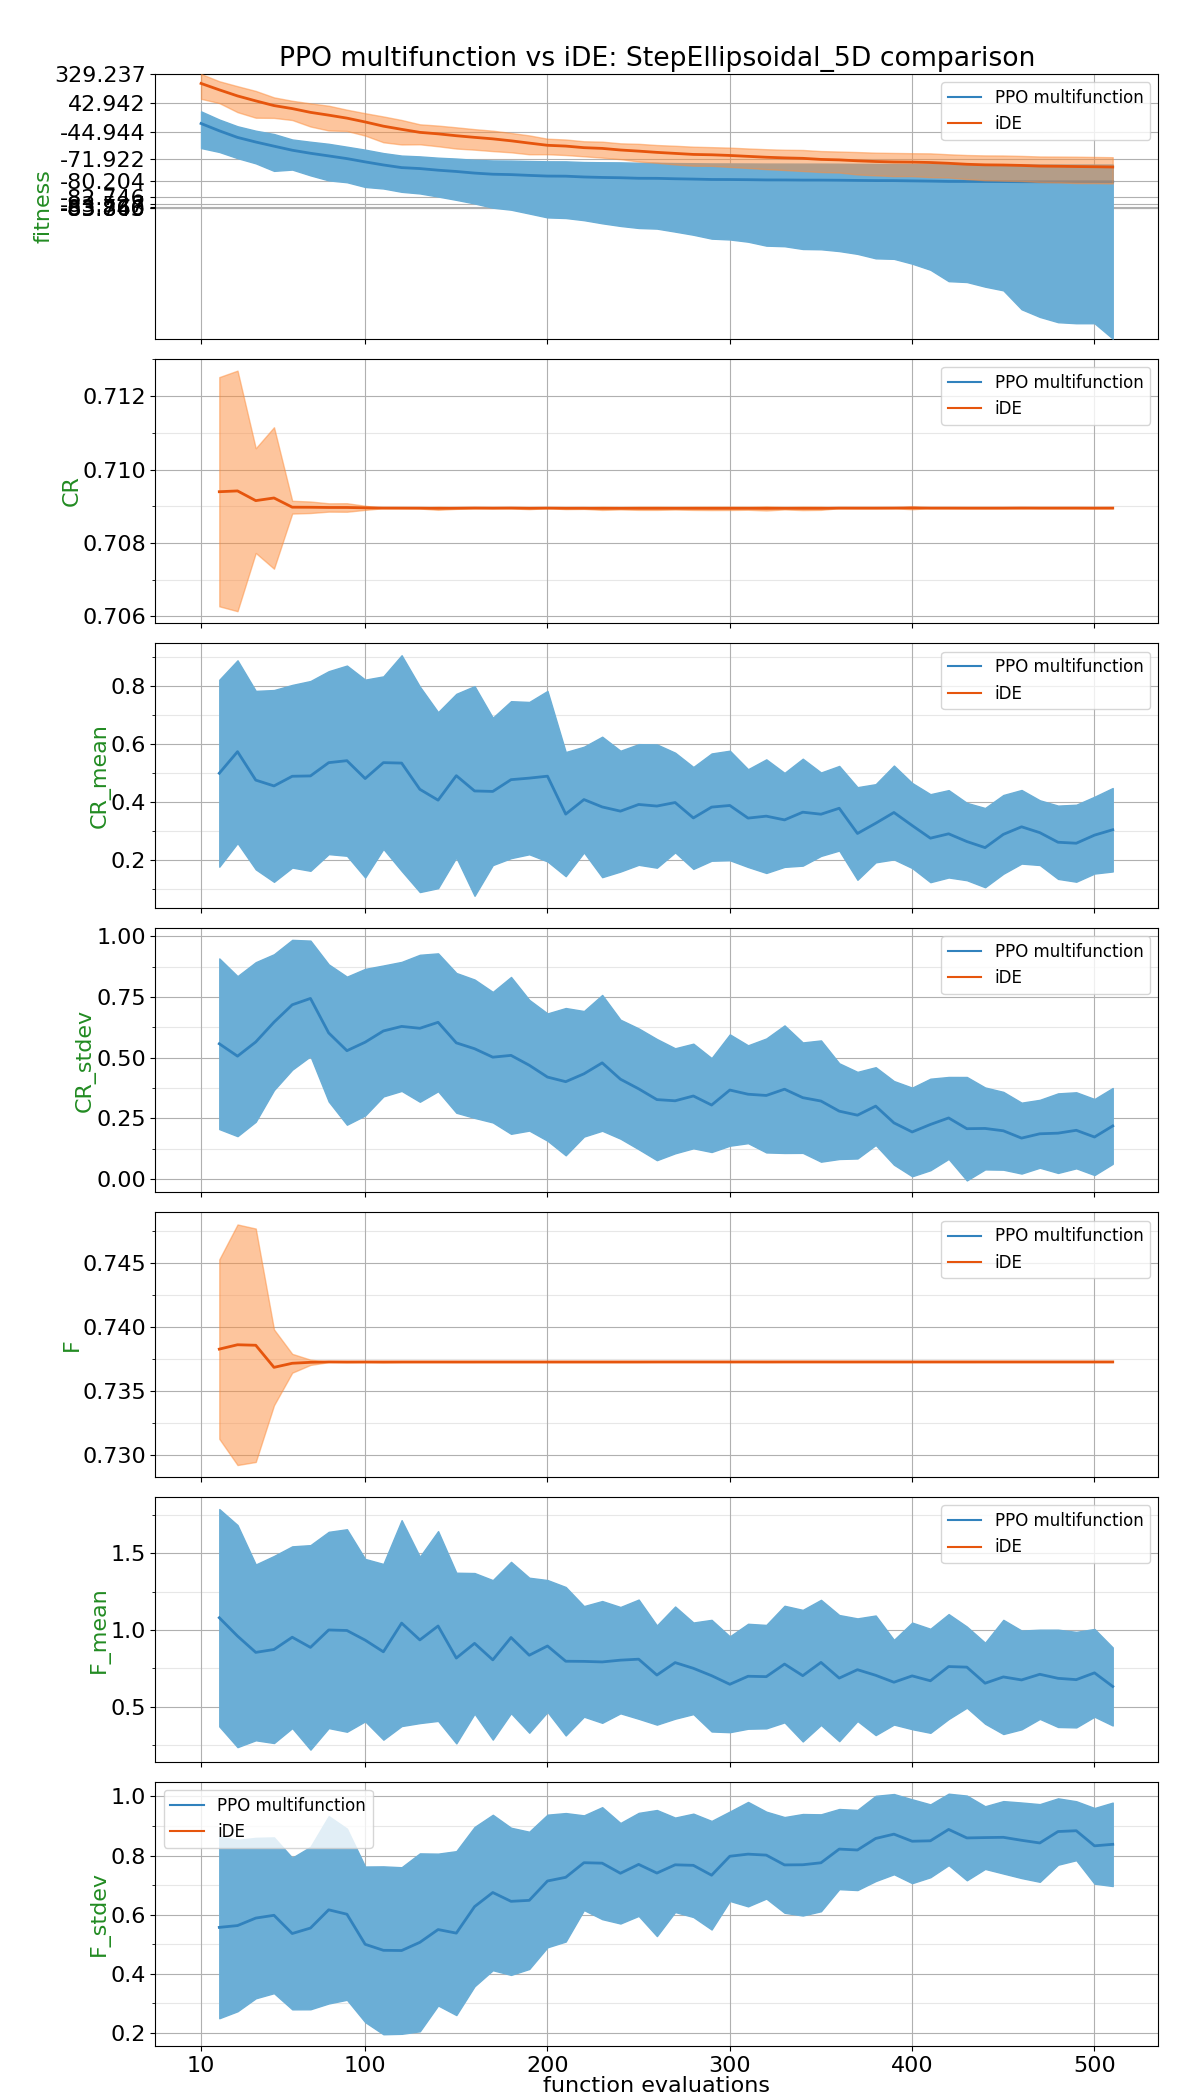 PPO multifunction vs iDE: StepEllipsoidal_5D comparison
329.237
42.942
-44.944
-71.922
-80.204
-82.746
fitness
PPO multifunction
iDE
0.712
0.710
0.708
0.706
CR
PPO multifunction
iDE
0.8
0.6
0.4
0.2
CR_mean
PPO multifunction
iDE
1.00
0.75
0.50
0.25
0.00
CR_stdev
PPO multifunction
iDE
0.745
0.740
0.735
0.730
F
PPO multifunction
iDE
1.5
1.0
0.5
F_mean
PPO multifunction
iDE
1.0
0.8
0.6
0.4
0.2
F_stdev
PPO multifunction
iDE
10 100 200 300 400 500
function evaluations